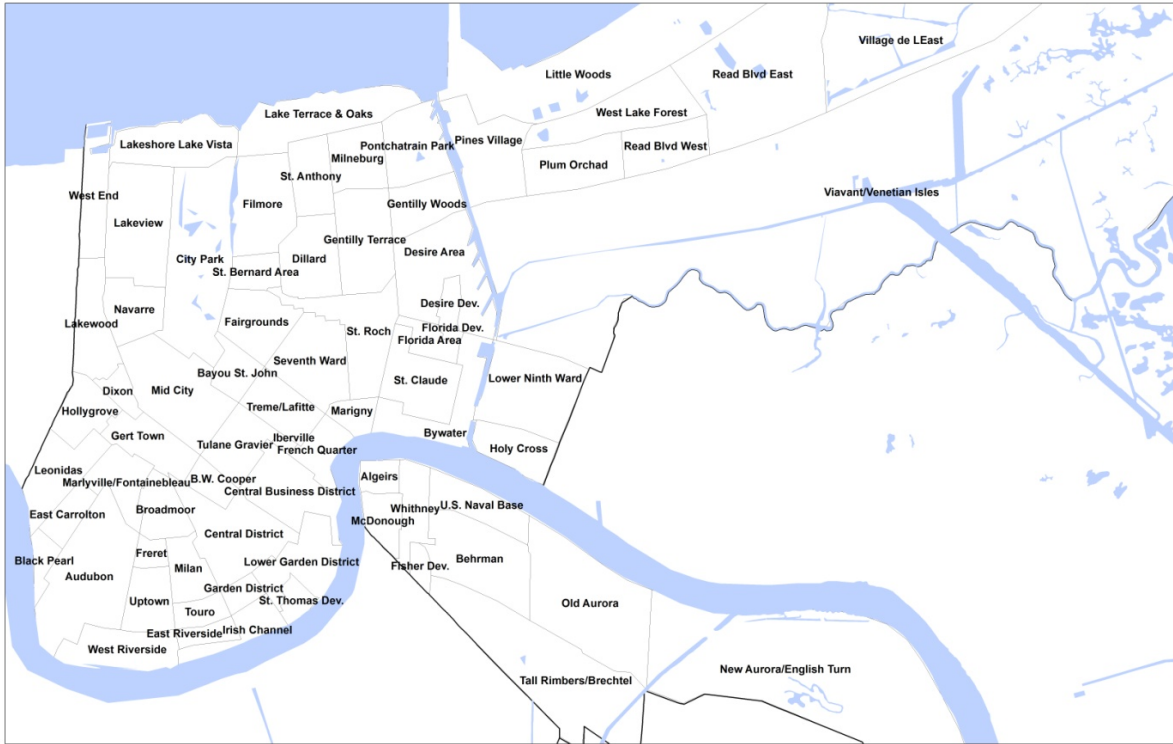 Village de LEast
Little Woods
Read Blvd East
Lake Terrace & Oaks
West Lake Forest
Lakeshore Lake Vista
Pontchatrain Park
Pines Village
Read Blvd West
Milneburg
Plum Orchad
St. Anthony
West End
Viavant/Venetian Isles
Filmore
Gentilly Woods
Lakeview
Gentilly Terrace
Desire Area
City Park
Dillard
St. Bernard Area
Desire Dev.
Navarre
Lakewood
Fairgrounds
St. Roch
Florida Dev.
Florida Area
Seventh Ward
Bayou St. John
St. Claude
Lower Ninth Ward
Dixon
Mid City
Hollygrove
Treme/Lafitte
Marigny
Gert Town
Bywater
Iberville
Tulane Gravier
French Quarter
Holy Cross
Leonidas
Marlyville/Fontainebleau
B.W. Cooper
Algeirs
Central Business District
East Carrolton
Broadmoor
Whithney
U.S. Naval Base
McDonough
Central District
Freret
Black Pearl
Lower Garden District
Behrman
Audubon
Milan
Fisher Dev.
Garden District
Uptown
St. Thomas Dev.
Old Aurora
Touro
East Riverside
Irish Channel
West Riverside
New Aurora/English Turn
Tall Rimbers/Brechtel